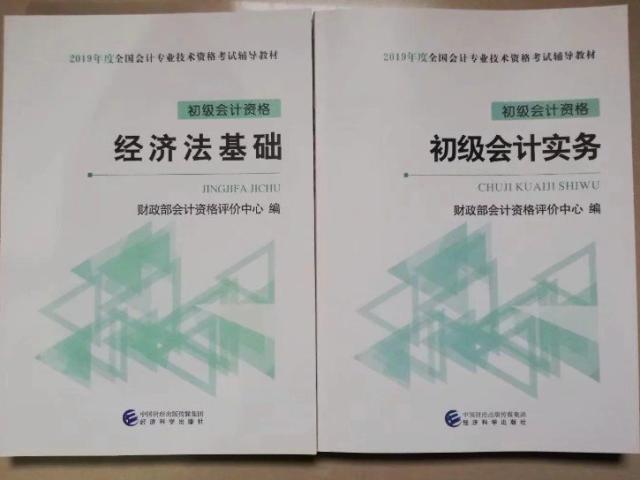 2019年度全国会计专业技术资格考试辅导教材
初级会计资格
经济法基础
JINGJIFA JICHU
财政部会计资格评价中心 编
中国财经出版传媒集团
经济科学出版社
2019年度全国会计专业技术资格考试辅导教材
初级会计资格
初级会计实务
CHUJI KUAIJI SHIWU
财政部会计资格评价中心 编
中国财经出版传媒集团
经济科学出版社